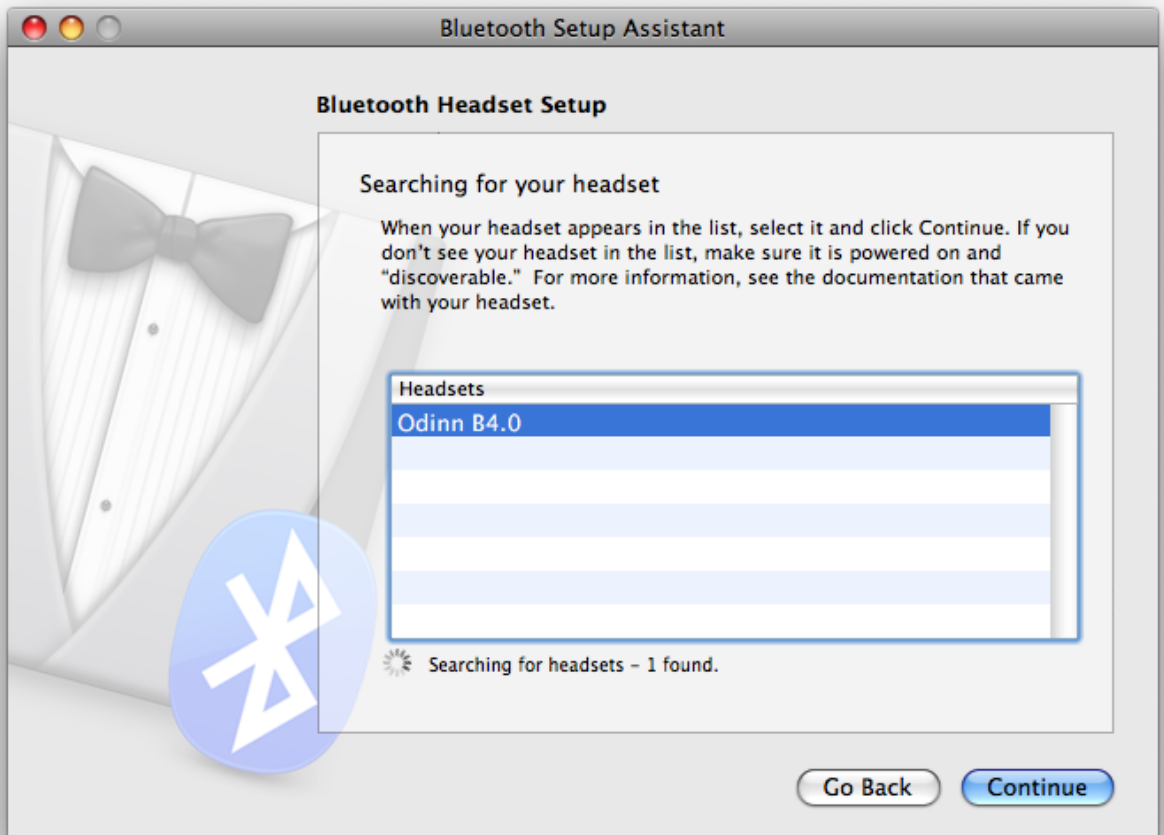 Bluetooth Setup Assistant
Bluetooth Headset Setup
Searching for your headset
When your headset appears in the list, select it and click Continue. If you
don't see your headset in the list, make sure it is powered on and
“discoverable.”  For more information, see the documentation that came
with your headset.
Headsets
Odinn B4.0
Searching for headsets – 1 found.
Go Back
Continue